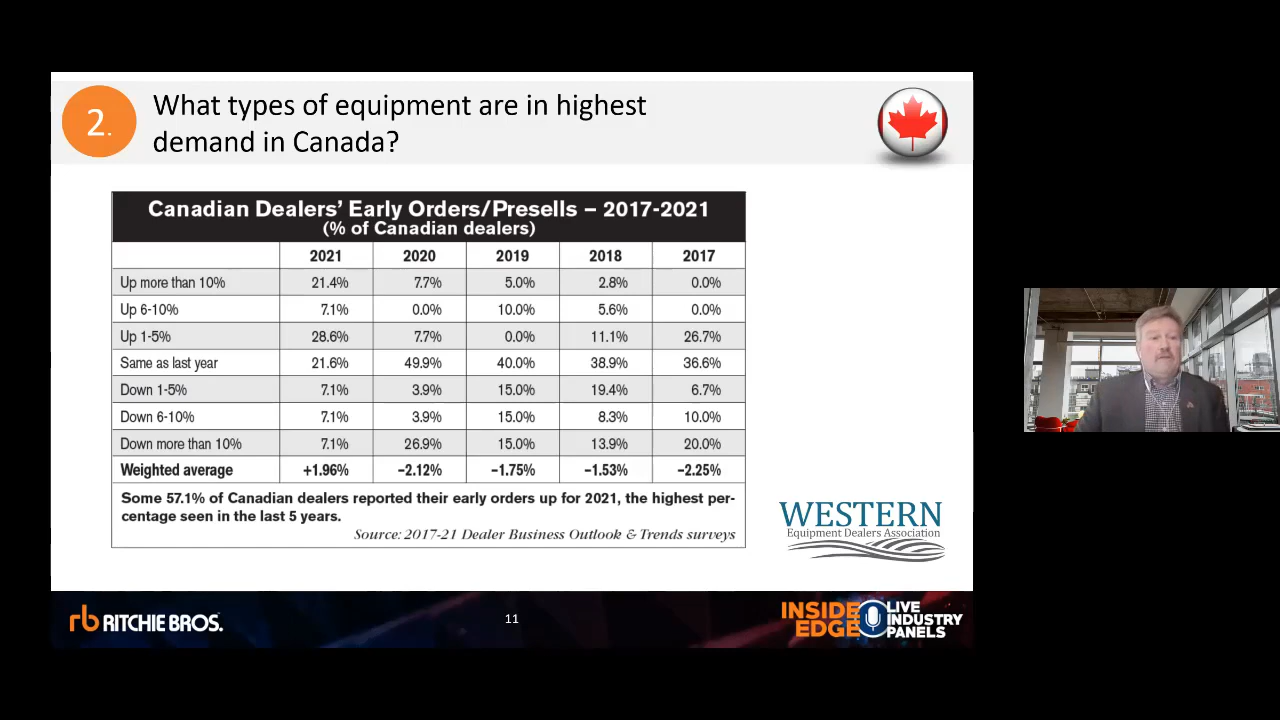 2.
What types of equipment are in highest
demand in Canada?
Canadian Dealers' Early Orders/Presells – 2017-2021
(% of Canadian dealers)
2021 2020 2019 2018 2017
Up more than 10% 21.4% 7.7% 5.0% 2.8% 0.0%
Up 6-10% 7.1% 0.0% 10.0% 5.6% 0.0%
Up 1-5% 28.6% 7.7% 0.0% 11.1% 26.7%
Same as last year 21.6% 49.9% 40.0% 38.9% 36.6%
Down 1-5% 7.1% 3.9% 15.0% 19.4% 6.7%
Down 6-10% 7.1% 3.9% 15.0% 8.3% 10.0%
Down more than 10% 7.1% 26.9% 15.0% 13.9% 20.0%
Weighted average +1.96% –2.12% –1.75% –1.53% –2.25%
Some 57.1% of Canadian dealers reported their early orders up for 2021, the highest per-
centage seen in the last 5 years.
Source: 2017-21 Dealer Business Outlook & Trends surveys
WESTERN
Equipment Dealers Association
rb RITCHIE BROS.
11
INSIDE
EDGE
LIVE
INDUSTRY
PANELS